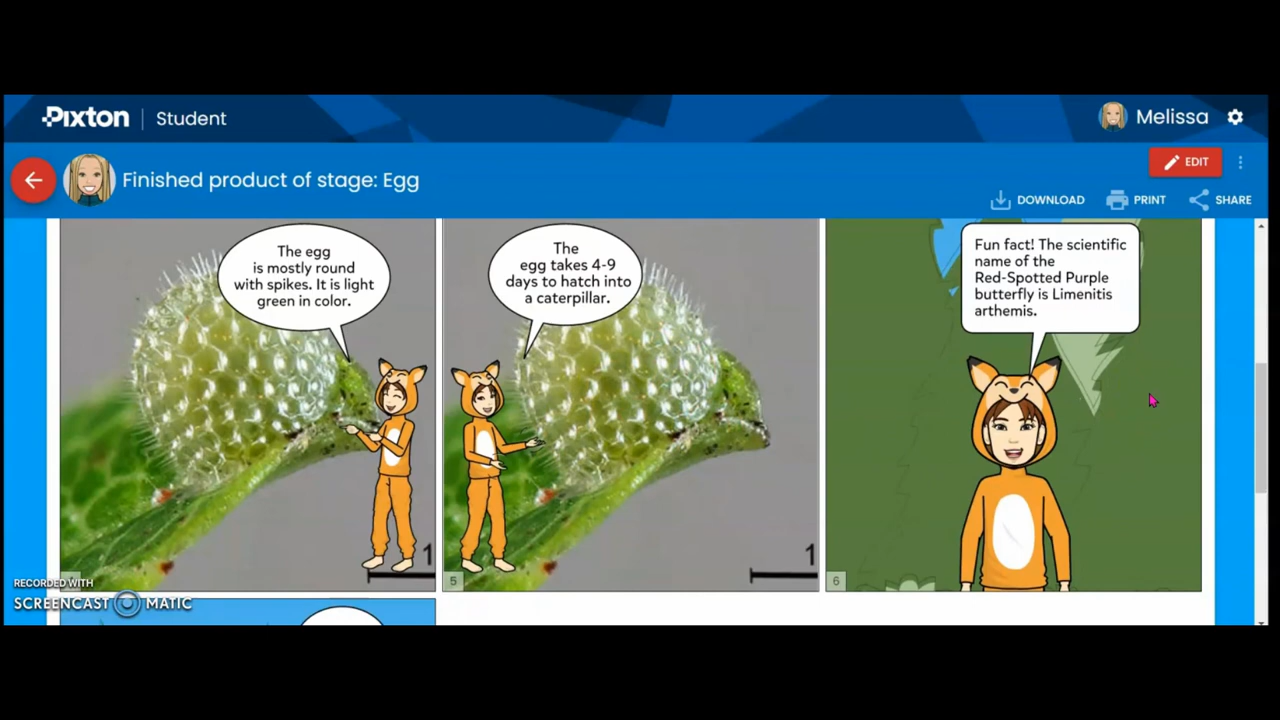 Pixton
Student
Melissa
Finished product of stage: Egg
EDIT
DOWNLOAD
PRINT
SHARE
The egg
is mostly round
with spikes. It is light
green in color.
The
egg takes 4-9
days to hatch into
a caterpillar.
Fun fact! The scientific
name of the
Red-Spotted Purple
butterfly is Limenitis
arthemis.
1
5
1
6
RECORDED WITH
SCREENCAST MATIC